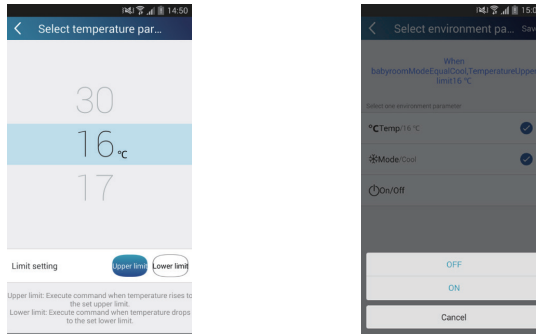 14:50
Select temperature par...
30
16 °C
17
Limit setting
Upper limit
Lower limit
Upper limit: Execute command when temperature rises to
the set upper limit.
Lower limit: Execute command when temperature drops
to the set lower limit.
15:0
Select environment pa... Save
When
babyroomModeEqualCool,TemperatureUpper
limit16 °C
Select one environment parameter
°CTemp/16 °C
Mode/Cool
On/Off
OFF
ON
Cancel